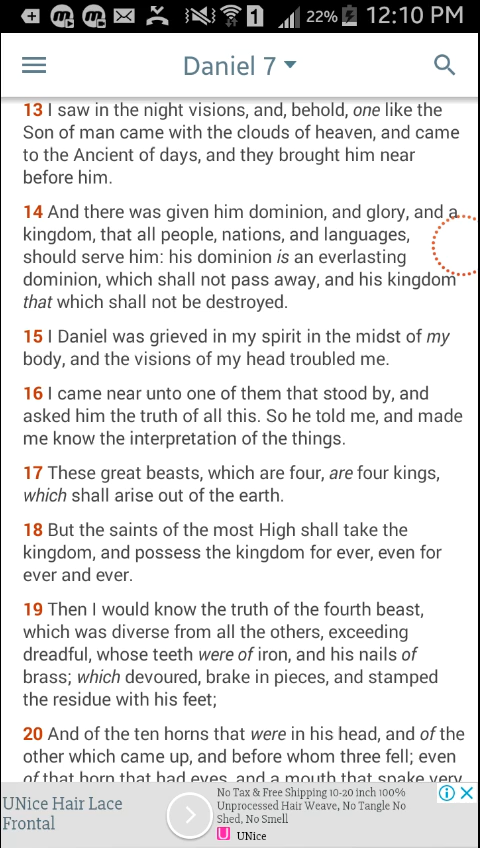 22% 12:10 PM
Daniel 7
13 I saw in the night visions, and, behold, one like the
Son of man came with the clouds of heaven, and came
to the Ancient of days, and they brought him near
before him.
14 And there was given him dominion, and glory, and a
kingdom, that all people, nations, and languages,
should serve him: his dominion is an everlasting
dominion, which shall not pass away, and his kingdom
that which shall not be destroyed.
15 I Daniel was grieved in my spirit in the midst of my
body, and the visions of my head troubled me.
16 I came near unto one of them that stood by, and
asked him the truth of all this. So he told me, and made
me know the interpretation of the things.
17 These great beasts, which are four, are four kings,
which shall arise out of the earth.
18 But the saints of the most High shall take the
kingdom, and possess the kingdom for ever, even for
ever and ever.
19 Then I would know the truth of the fourth beast,
which was diverse from all the others, exceeding
dreadful, whose teeth were of iron, and his nails of
brass; which devoured, brake in pieces, and stamped
the residue with his feet;
20 And of the ten horns that were in his head, and of the
other which came up, and before whom three fell; even
of that horn that had eyes, and a mouth that spake very
UNice Hair Lace
Frontal
No Tax & Free Shipping 10-20 inch 100%
Unprocessed Hair Weave, No Tangle No
Shed, No Smell
U UNice